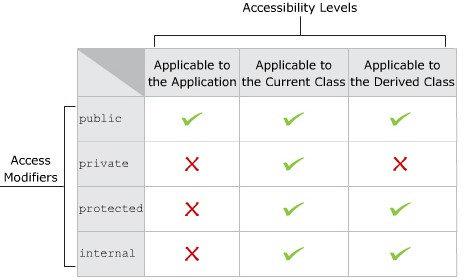 Accessibility Levels
Applicable to
the Application
Applicable to
the Current Class
Applicable to
the Derived Class
Access
Modifiers
public
private
protected
internal